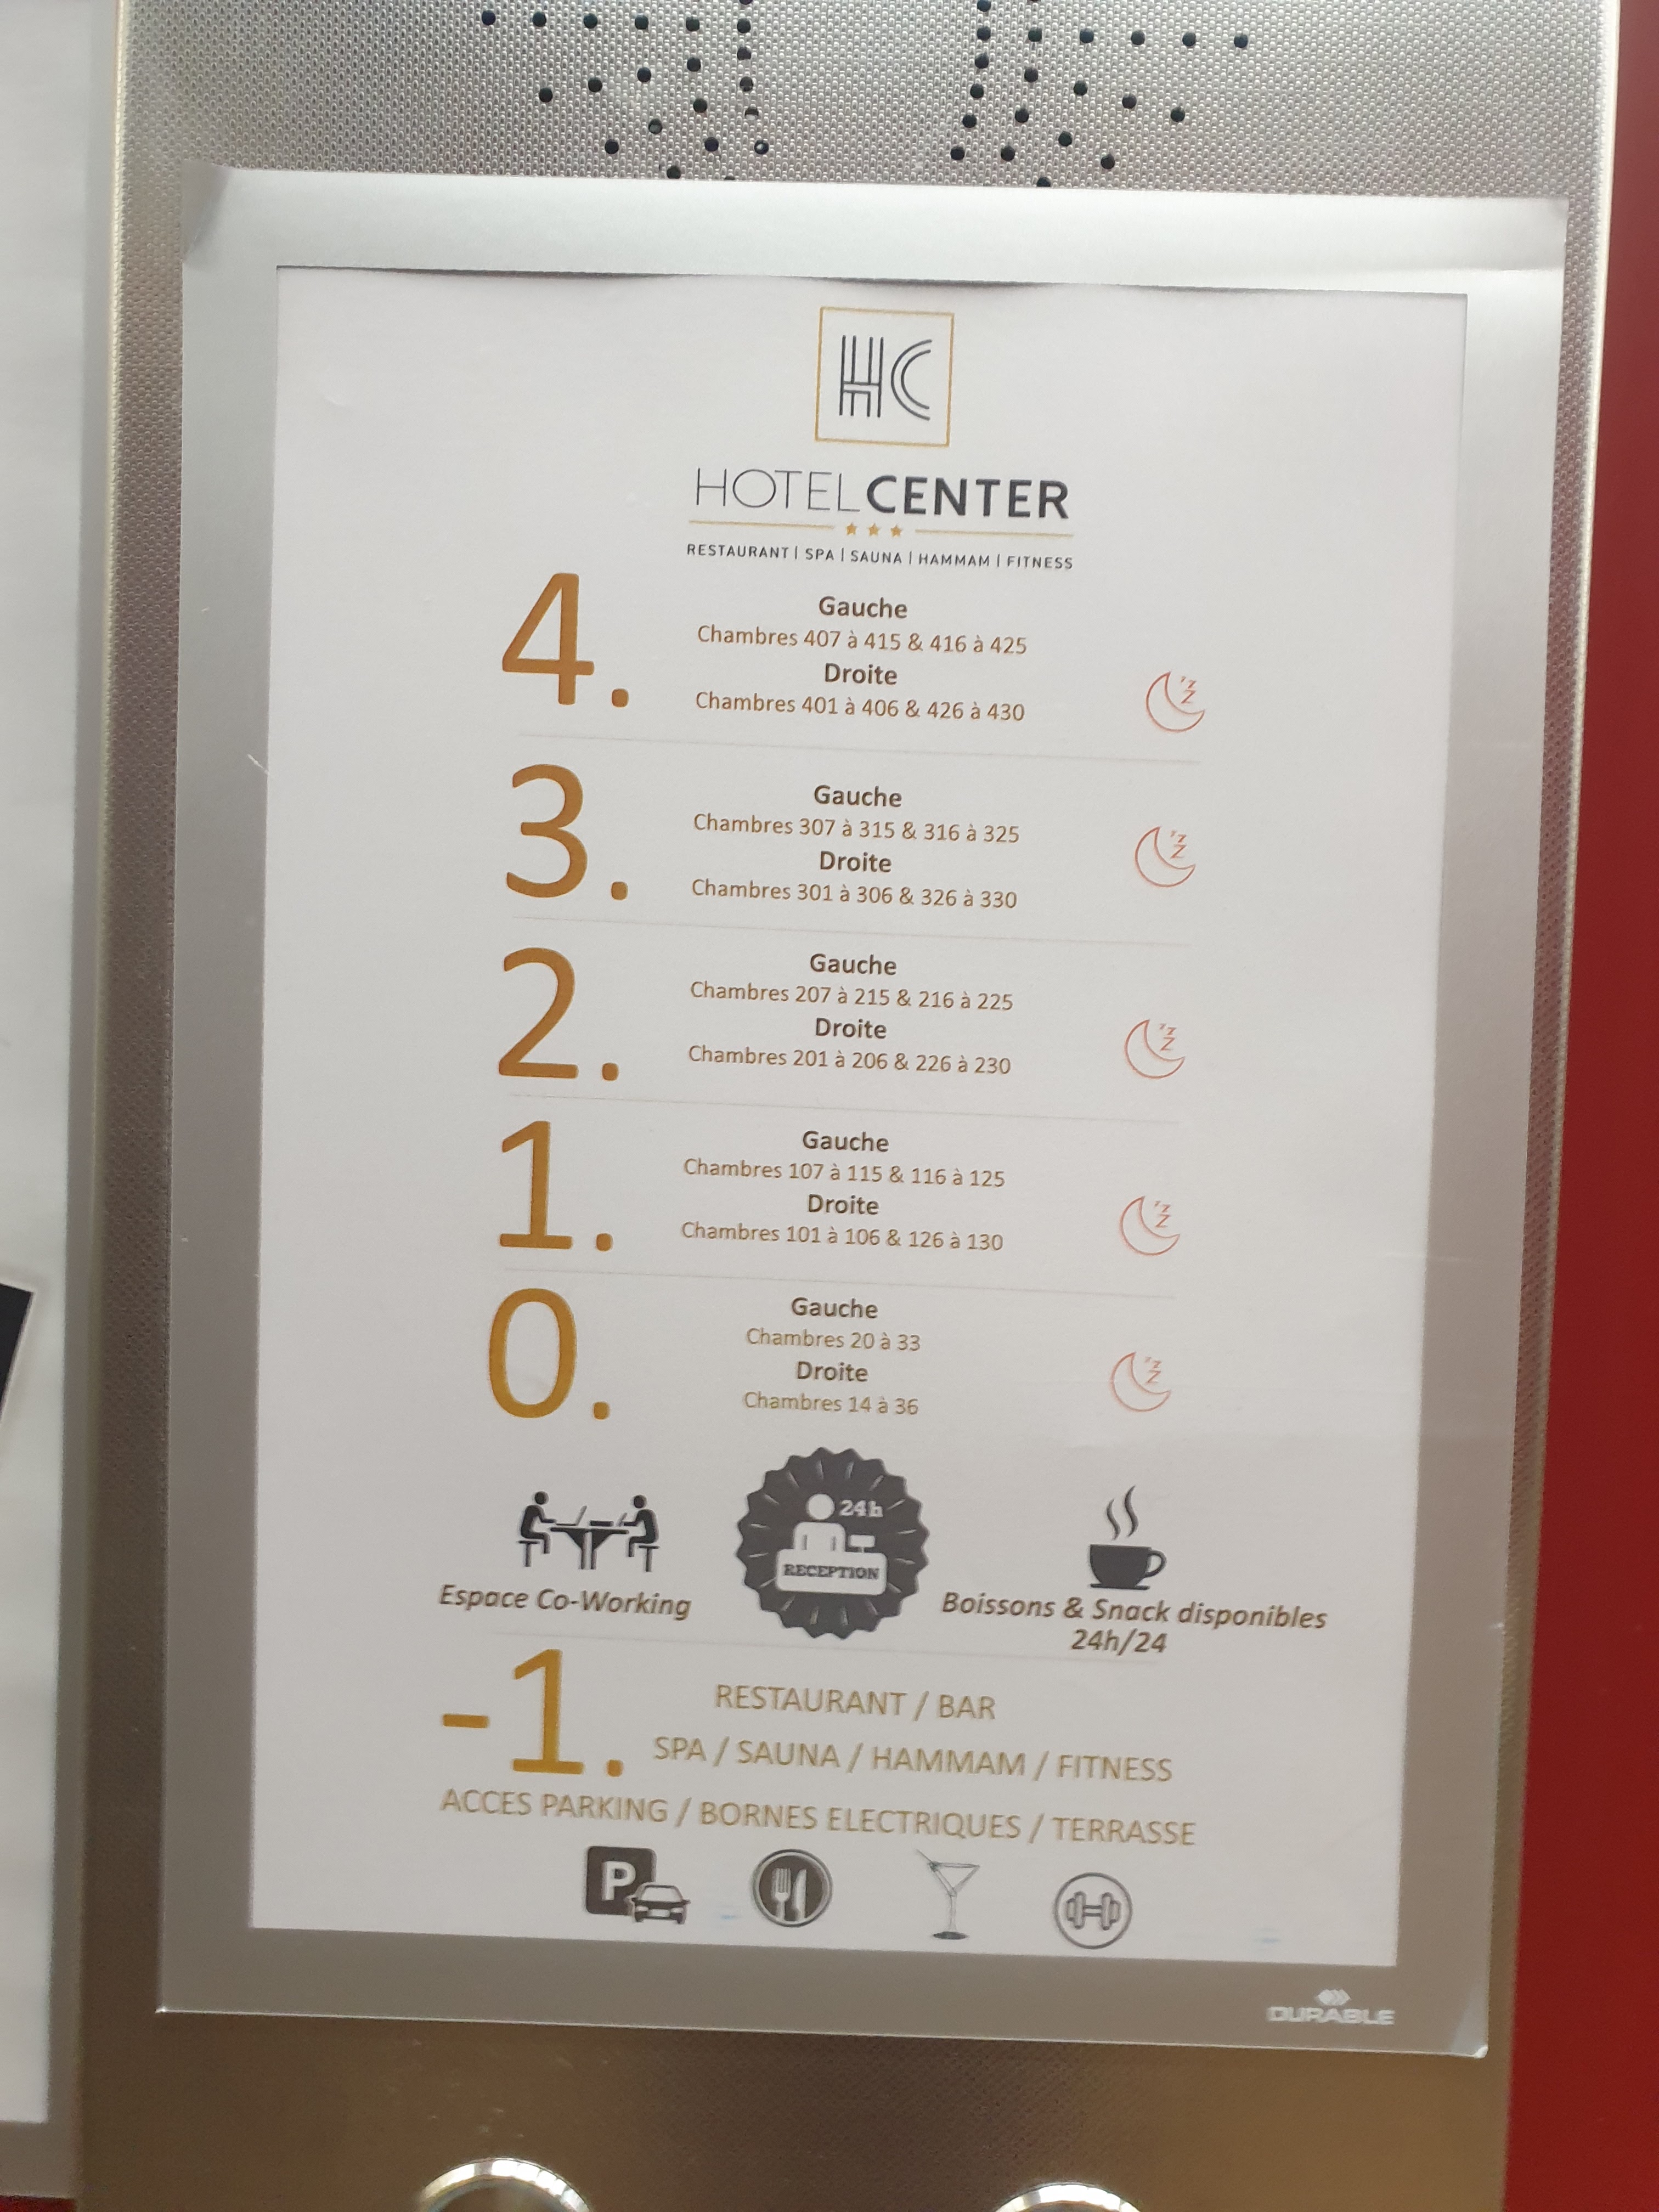 HC
HOTEL CENTER
RESTAURANT | SPA | SAUNA | HAMMAM | FITNESS
4.
Gauche
Chambres 407 à 415 & 416 à 425
Droite
Chambres 401 à 406 & 426 à 430
3.
Gauche
Chambres 307 à 315 & 316 à 325
Droite
Chambres 301 à 306 & 326 à 330
2.
Gauche
Chambres 207 à 215 & 216 à 225
Droite
Chambres 201 à 206 & 226 à 230
1.
Gauche
Chambres 107 à 115 & 116 à 125
Droite
Chambres 101 à 106 & 126 à 130
0.
Gauche
Chambres 20 à 33
Droite
Chambres 14 à 36
24h
RECEPTION
Espace Co-Working
Boissons & Snack disponibles
24h/24
-1.
RESTAURANT / BAR
SPA / SAUNA / HAMMAM / FITNESS
ACCES PARKING / BORNES ELECTRIQUES / TERRASSE
P
DURABLE